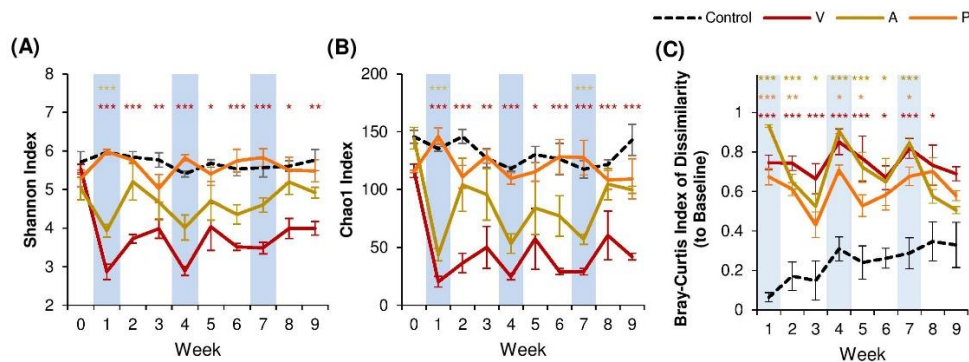 Control V A P
(A)
Shannon Index
8
7
6
5
4
3
2
*** 
*** *** ** *** * *** *** * **
0 1 2 3 4 5 6 7 8 9
Week
(B)
Chao1 Index
200
150
100
50
0
*** ***
*** *** ** *** * *** *** *** ***
0 1 2 3 4 5 6 7 8 9
Week
(C)
Bray-Curtis Index of Dissimilarity
(to Baseline)
1
0.8
0.6
0.4
0.2
0
*** *** * *** *** * ***
*** ** * * *
*** *** *** *** *** * *** *
1 2 3 4 5 6 7 8 9
Week